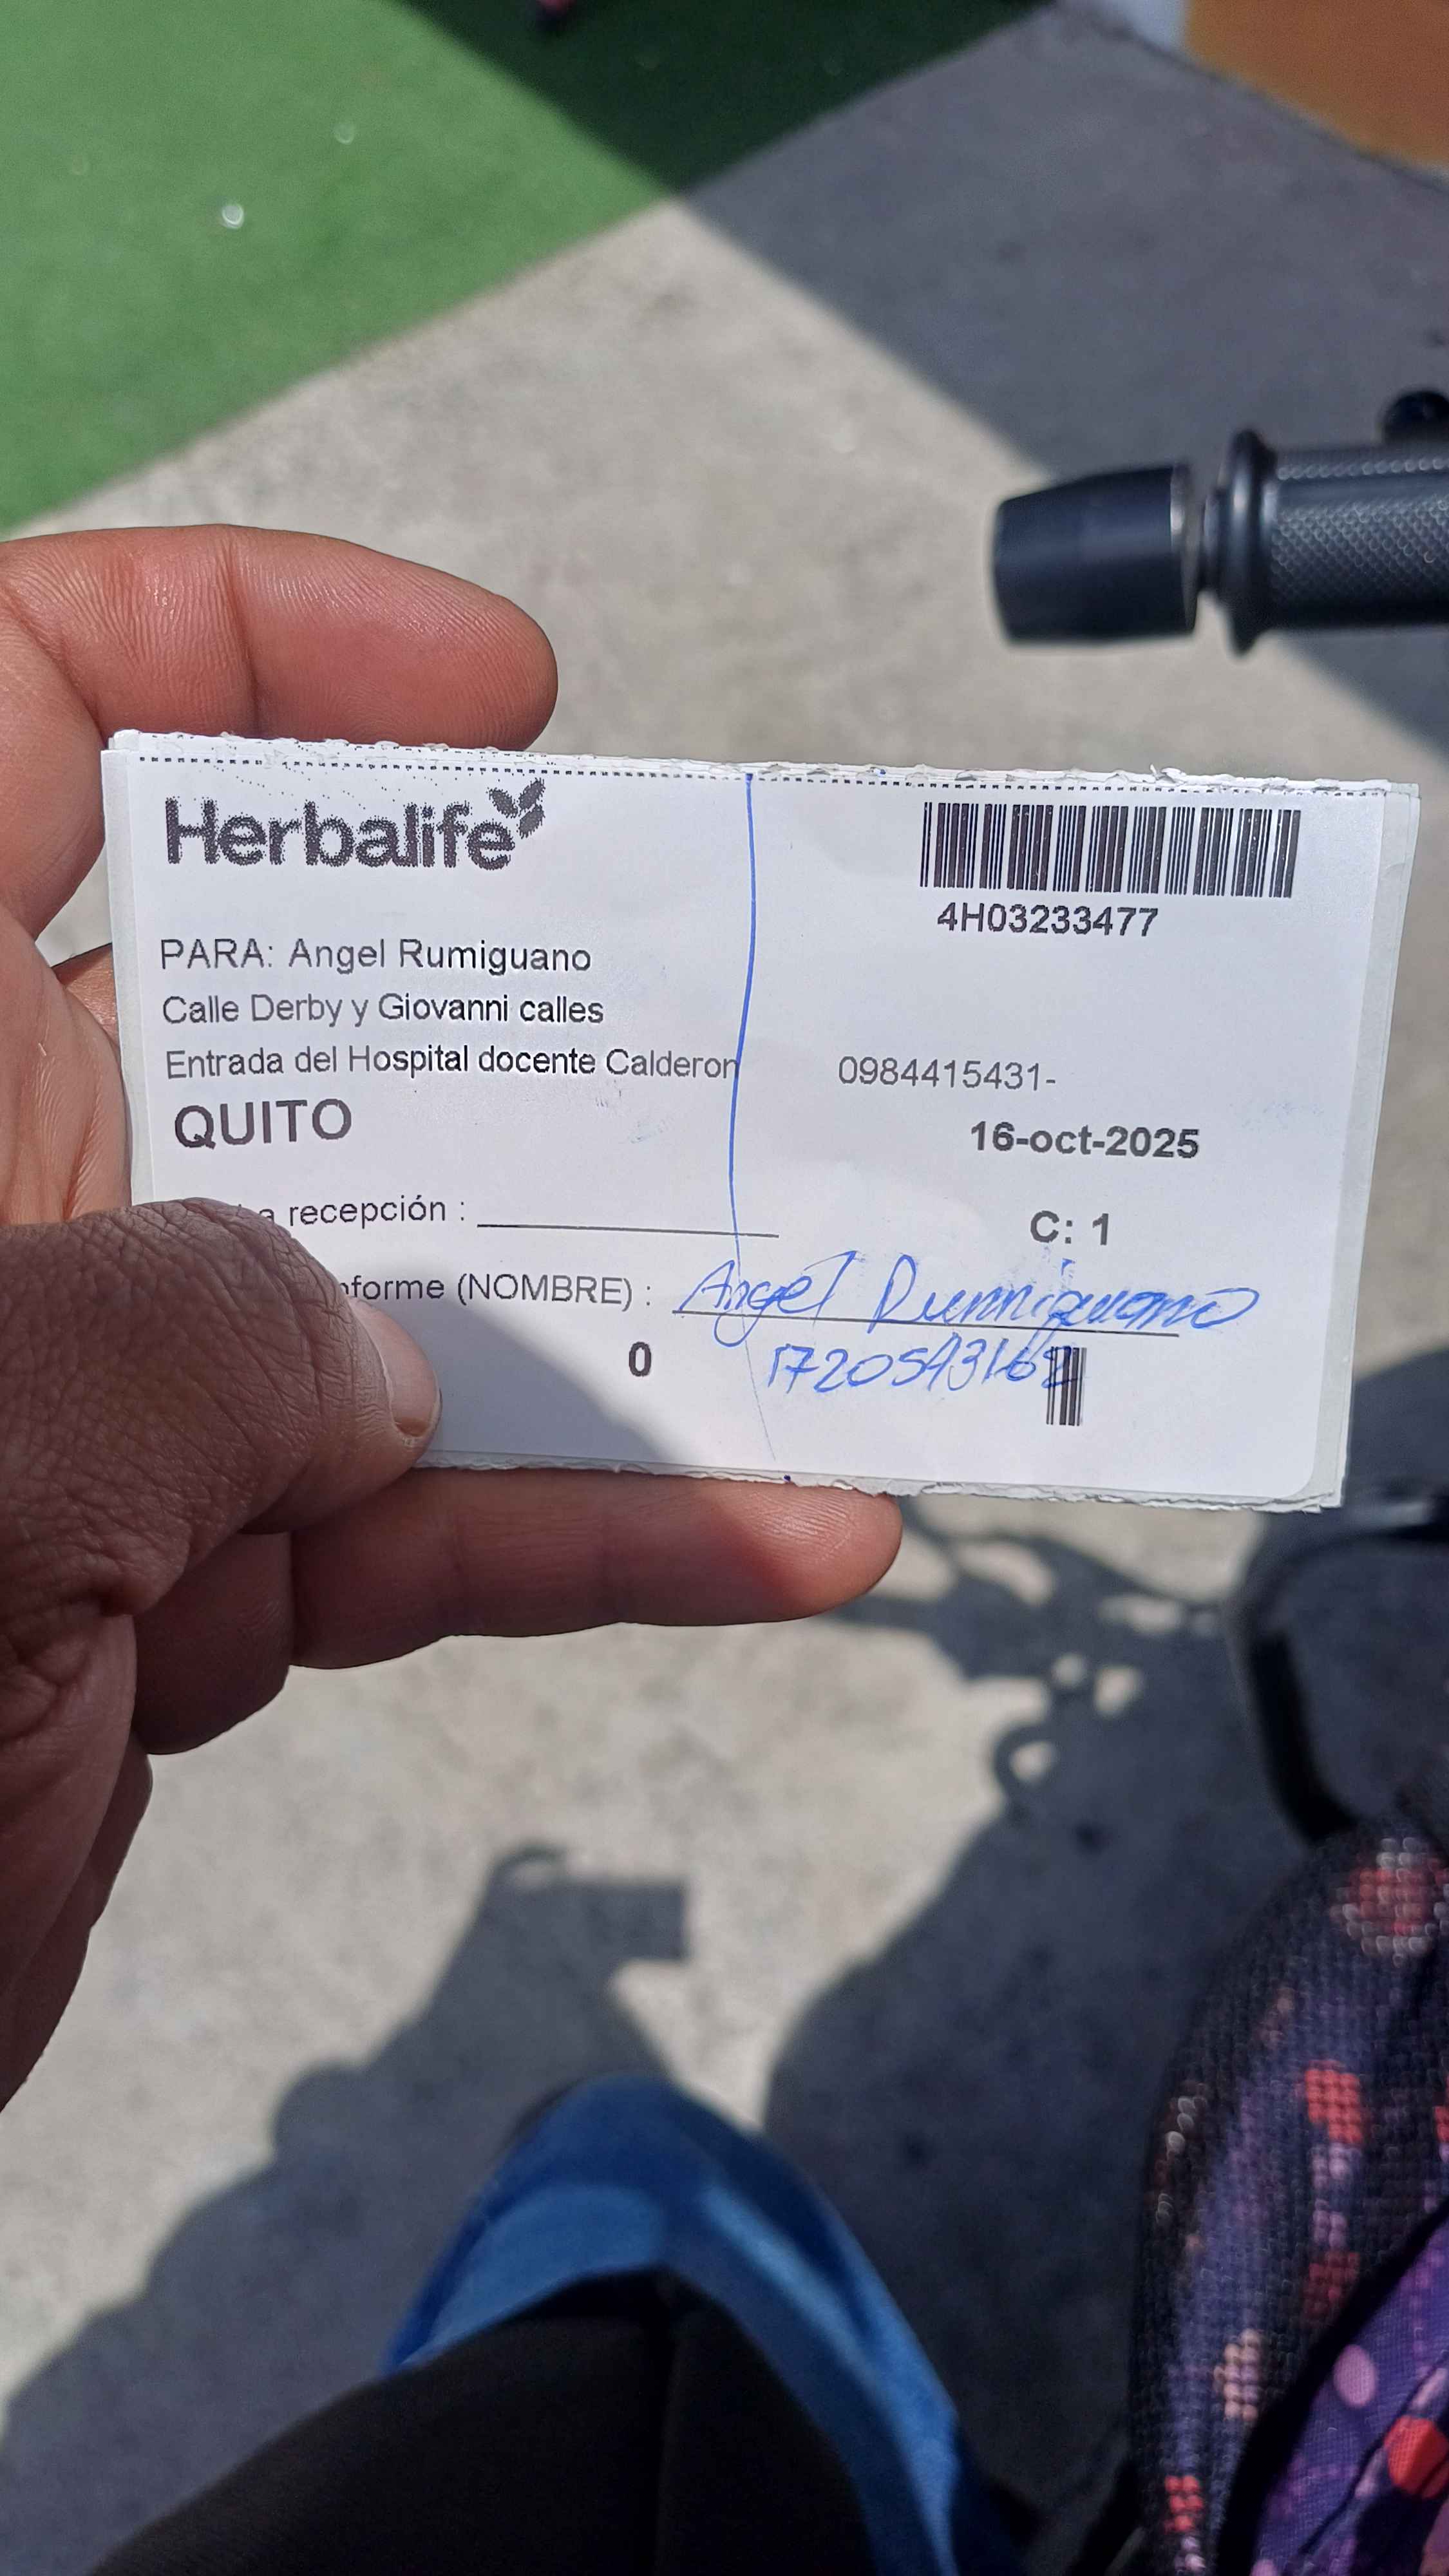 Herbalife
4H03233477
PARA: Angel Rumiguano
Calle Derby y Giovanni calles
Entrada del Hospital docente Calderon
0984415431-
QUITO
16-oct-2025
recepción :
C: 1
(NOMBRE) : Angel Rumiguano
0